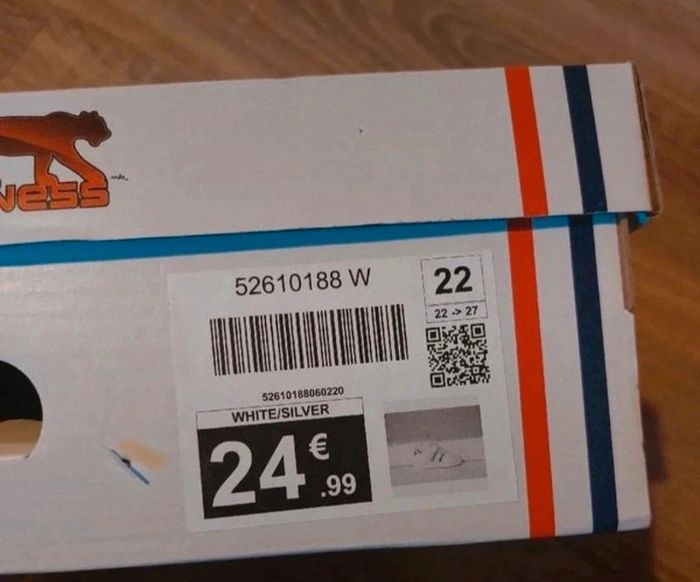 NESS
52610188 W
22
22 -> 27
52610188060220
WHITE/SILVER
24€.99